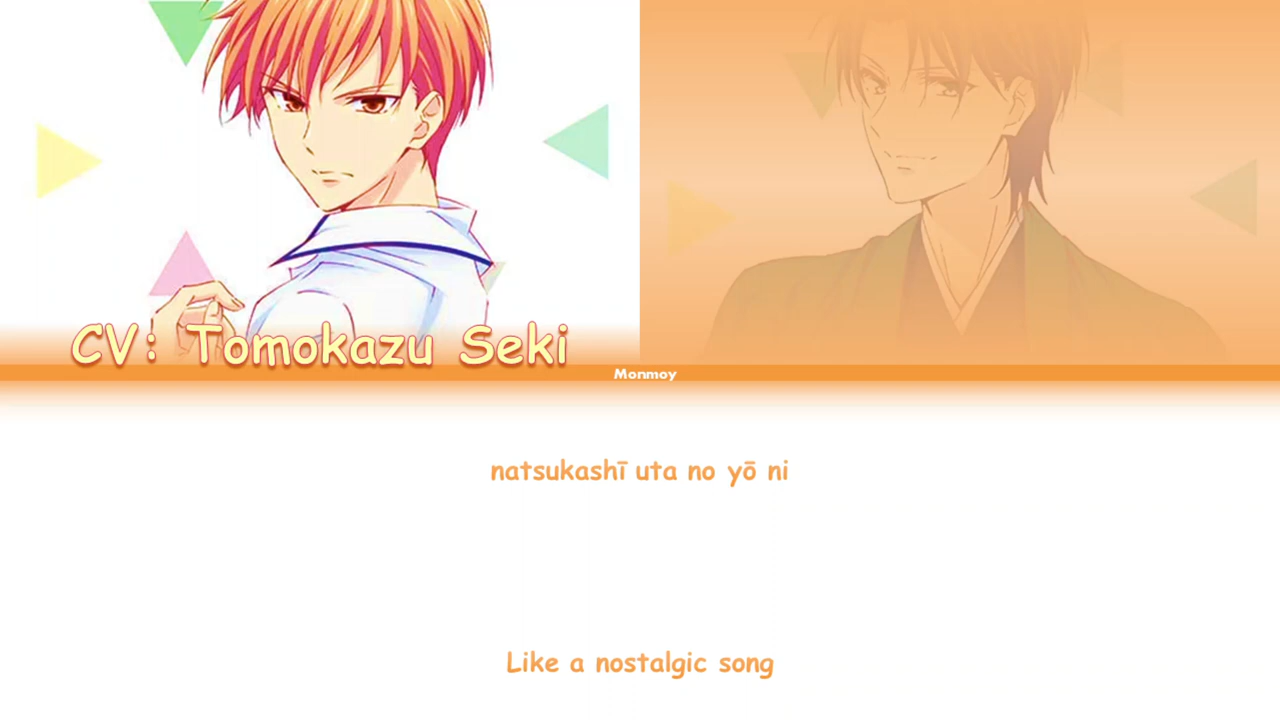 CV: Tomokazu Seki
Monmoy
natsukashī uta no yō ni
Like a nostalgic song